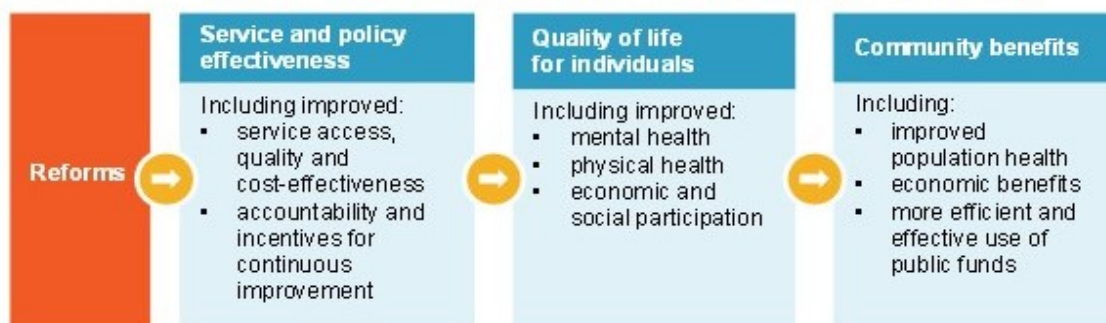 Reforms
Service and policy
effectiveness
Including improved:
▪ service access,
quality and
cost-effectiveness
▪ accountability and
incentives for
continuous
improvement
Quality of life
for individuals
Including improved:
▪ mental health
▪ physical health
▪ economic and
social participation
Community benefits
Including:
▪ improved
population health
▪ economic benefits
▪ more efficient and
effective use of
public funds